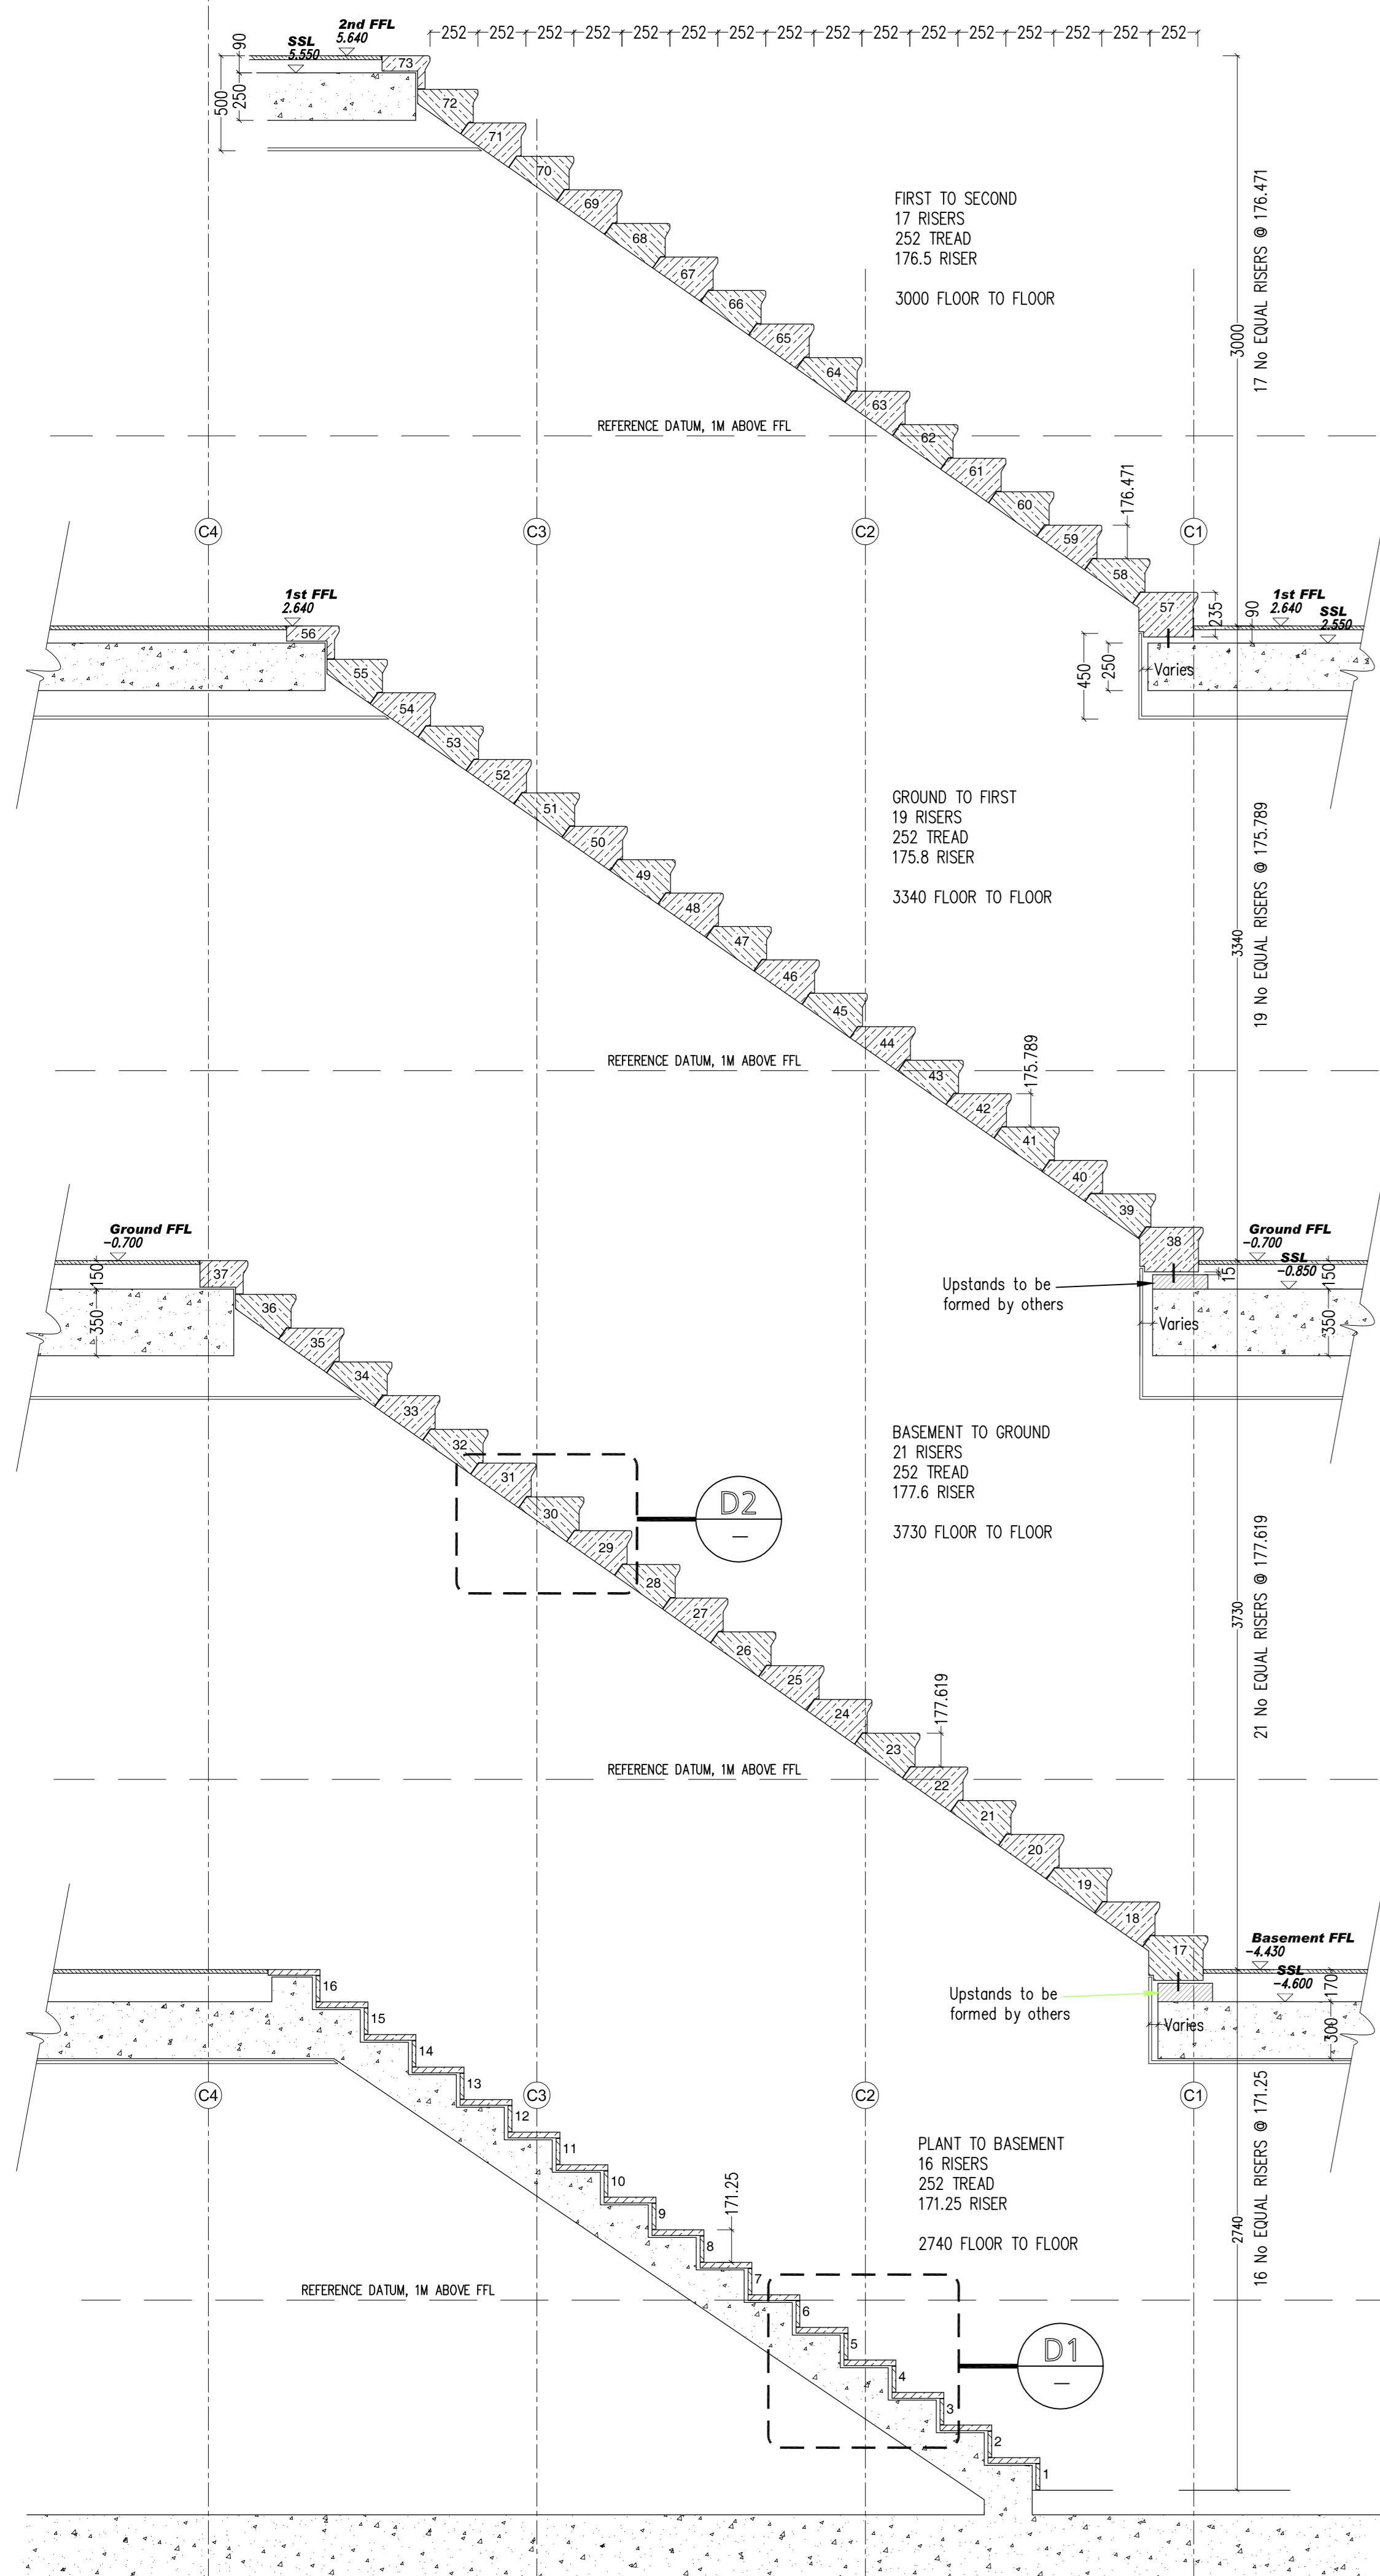 2nd FFL
5.640
SSL
5.550
90
250
500
252 252 252 252 252 252 252 252 252 252 252 252 252 252 252 252
73
72
71
70
69
68
67
66
65
64
63
62
61
60
59
58
57
FIRST TO SECOND
17 RISERS
252 TREAD
176.5 RISER
3000 FLOOR TO FLOOR
3000
17 No EQUAL RISERS @ 176.471
REFERENCE DATUM, 1M ABOVE FFL
176.471
C4
C3
C2
C1
1st FFL
2.640
1st FFL
2.640
SSL
2.550
235
90
450
250
Varies
56
55
54
53
52
51
50
49
48
47
46
45
44
43
42
41
40
39
38
GROUND TO FIRST
19 RISERS
252 TREAD
175.8 RISER
3340 FLOOR TO FLOOR
3340
19 No EQUAL RISERS @ 175.789
REFERENCE DATUM, 1M ABOVE FFL
175.789
Ground FFL
-0.700
150
350
Ground FFL
-0.700
SSL
-0.850
15
150
350
Upstands to be
formed by others
Varies
37
36
35
34
33
32
31
30
29
28
27
26
25
24
23
22
21
20
19
18
17
D2
–
BASEMENT TO GROUND
21 RISERS
252 TREAD
177.6 RISER
3730 FLOOR TO FLOOR
3730
21 No EQUAL RISERS @ 177.619
177.619
REFERENCE DATUM, 1M ABOVE FFL
Basement FFL
-4.430
SSL
-4.600
170
300
Upstands to be
formed by others
Varies
16
15
14
13
12
11
10
9
8
7
6
5
4
3
2
1
C4
C3
C2
C1
PLANT TO BASEMENT
16 RISERS
252 TREAD
171.25 RISER
2740 FLOOR TO FLOOR
2740
16 No EQUAL RISERS @ 171.25
171.25
REFERENCE DATUM, 1M ABOVE FFL
D1
–